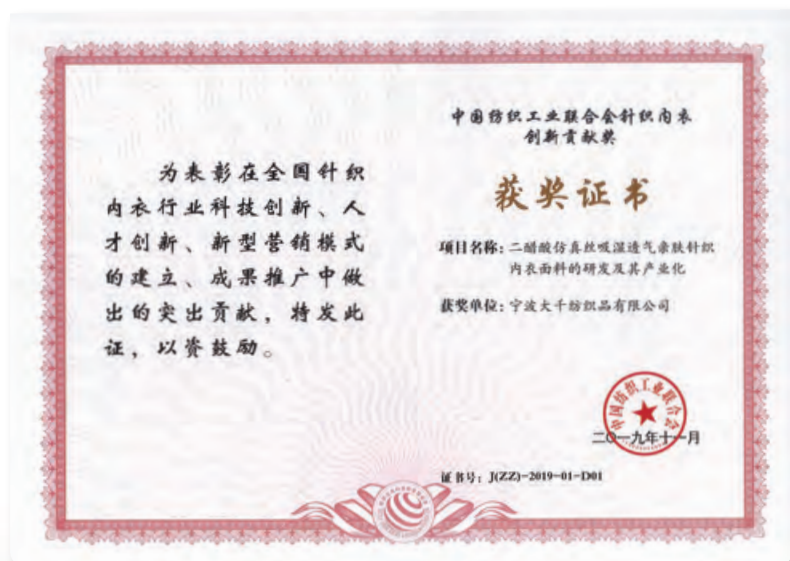 为表彰在全国针织
内衣行业科技创新、人
才创新、新型营销模式
的建立、成果推广中做
出的突出贡献，特发此
证，以资鼓励。
中国纺织工业联合会针织内衣
创新贡献奖
获奖证书
项目名称：二醋酸仿真丝吸湿透气亲肤针织
内衣面料的研发及其产业化
获奖单位：宁波大千纺织品有限公司
中国纺织工业联合会
二〇一九年十一月
证书号：J(ZZ)-2019-01-D01